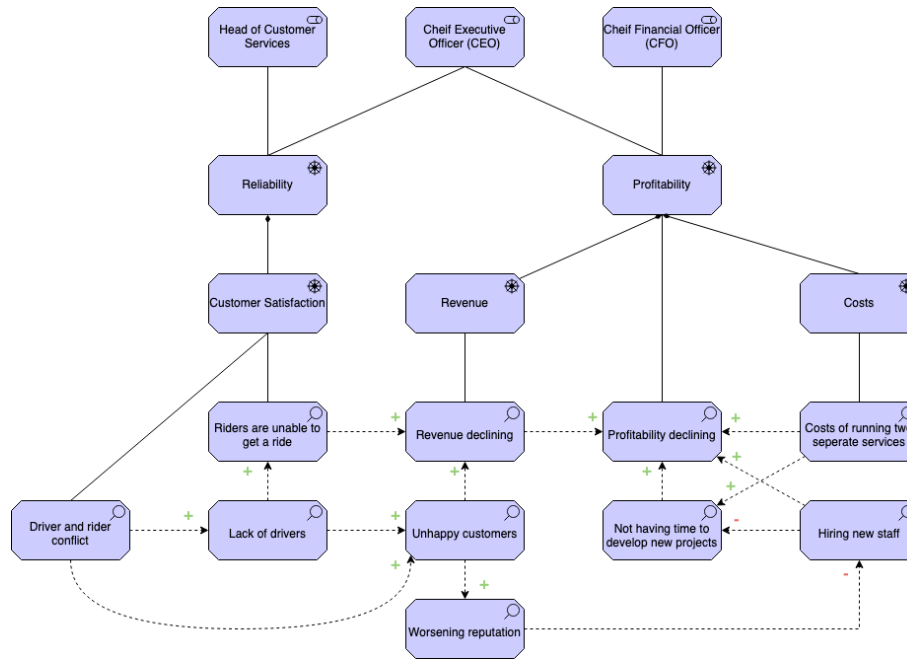 Head of Customer
Services
Cheif Executive
Officer (CEO)
Cheif Financial Officer
(CFO)
Reliability
Profitability
Customer Satisfaction
Revenue
Costs
Riders are unable to
get a ride
+
Revenue declining
+
Profitability declining
+
Costs of running two
seperate services
+
+
+
+
+
Driver and rider
conflict
+
Lack of drivers
+
Unhappy customers
Not having time to
develop new projects
-
Hiring new staff
+
+
-
Worsening reputation